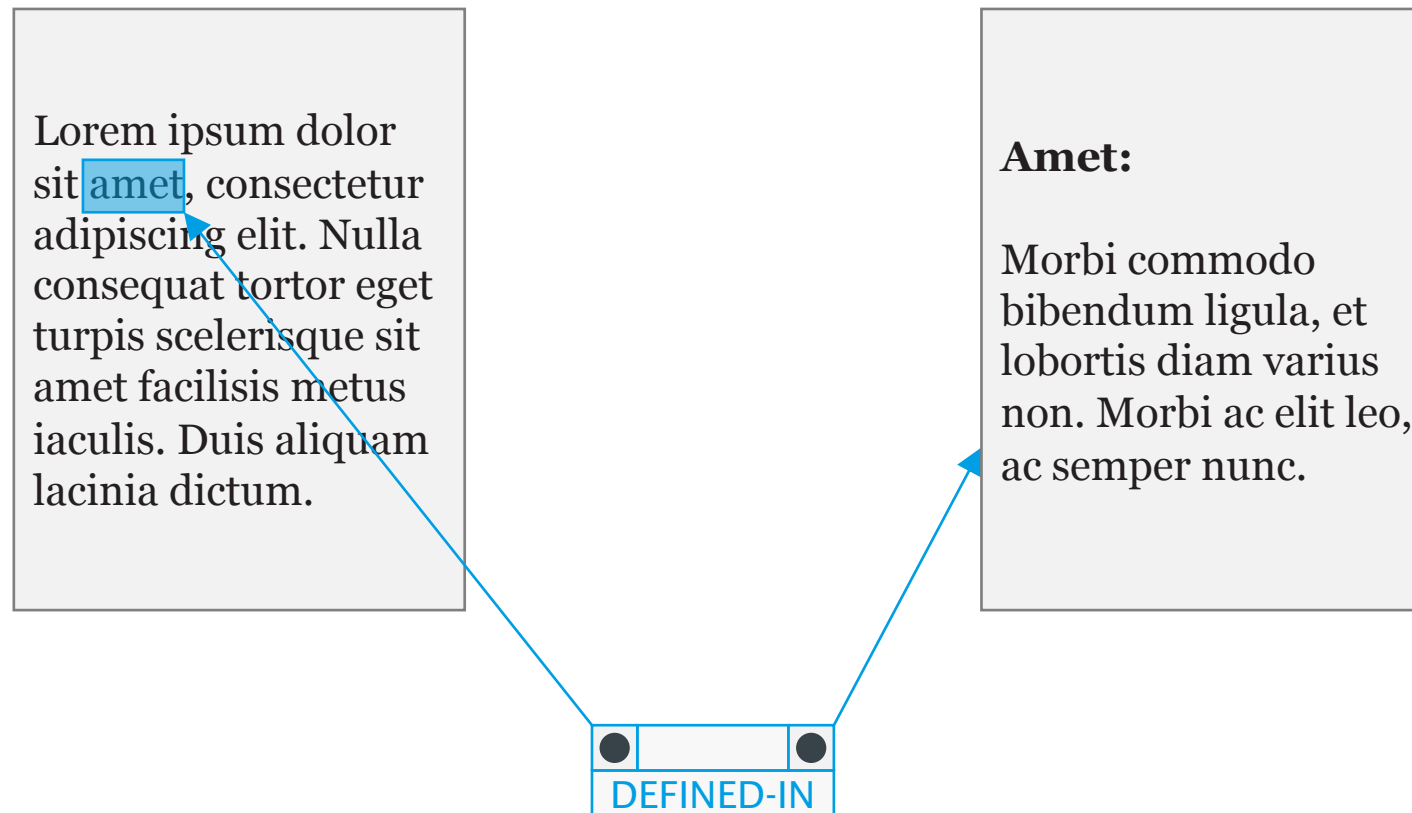 Lorem ipsum dolor
sit amet, consectetur
adipiscing elit. Nulla
consequat tortor eget
turpis scelerisque sit
amet facilisis metus
iaculis. Duis aliquam
lacinia dictum.
Amet:
Morbi commodo
bibendum ligula, et
lobortis diam varius
non. Morbi ac elit leo,
ac semper nunc.
DEFINED-IN